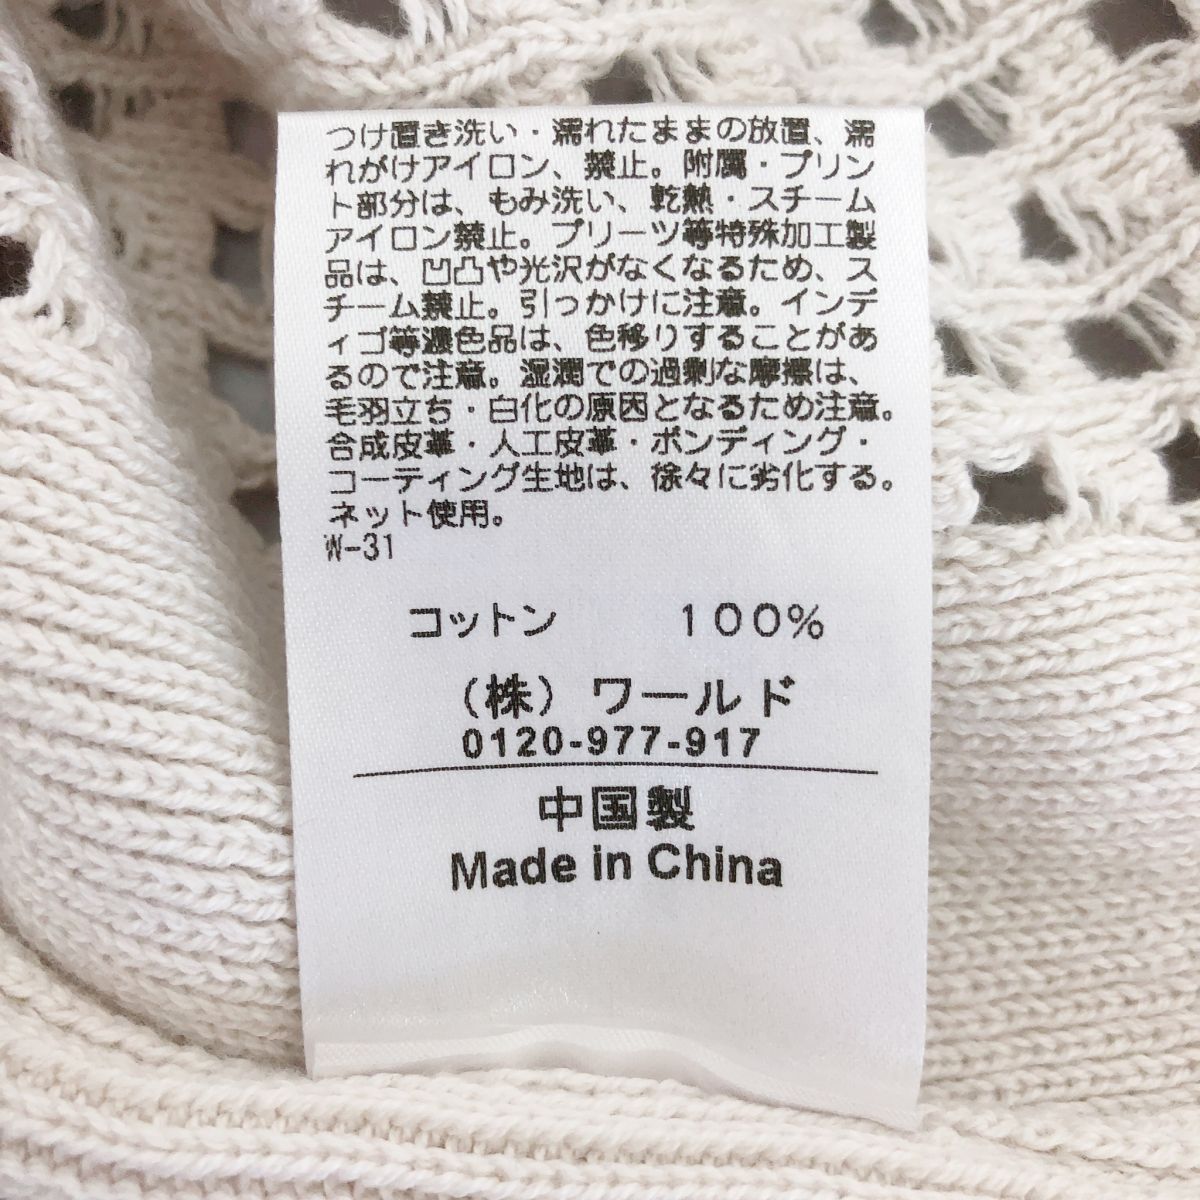 つけ置き洗い・濡れたままの放置、濡
れがけアイロン、禁止。附属・プリン
ト部分は、もみ洗い、乾熱・スチーム
アイロン禁止。プリーツ等特殊加工製
品は、凹凸や光沢がなくなるため、ス
チーム禁止。引っかけに注意。インデ
ィゴ等濃色品は、色移りすることがあ
るので注意。湿潤での過剰な摩擦は、
毛羽立ち・白化の原因となるため注意。
合成皮革・人工皮革・ボンディング・
コーティング生地は、徐々に劣化する。
ネット使用。
W-31
コットン 100%
（株）ワールド
0120-977-917
中国製
Made in China